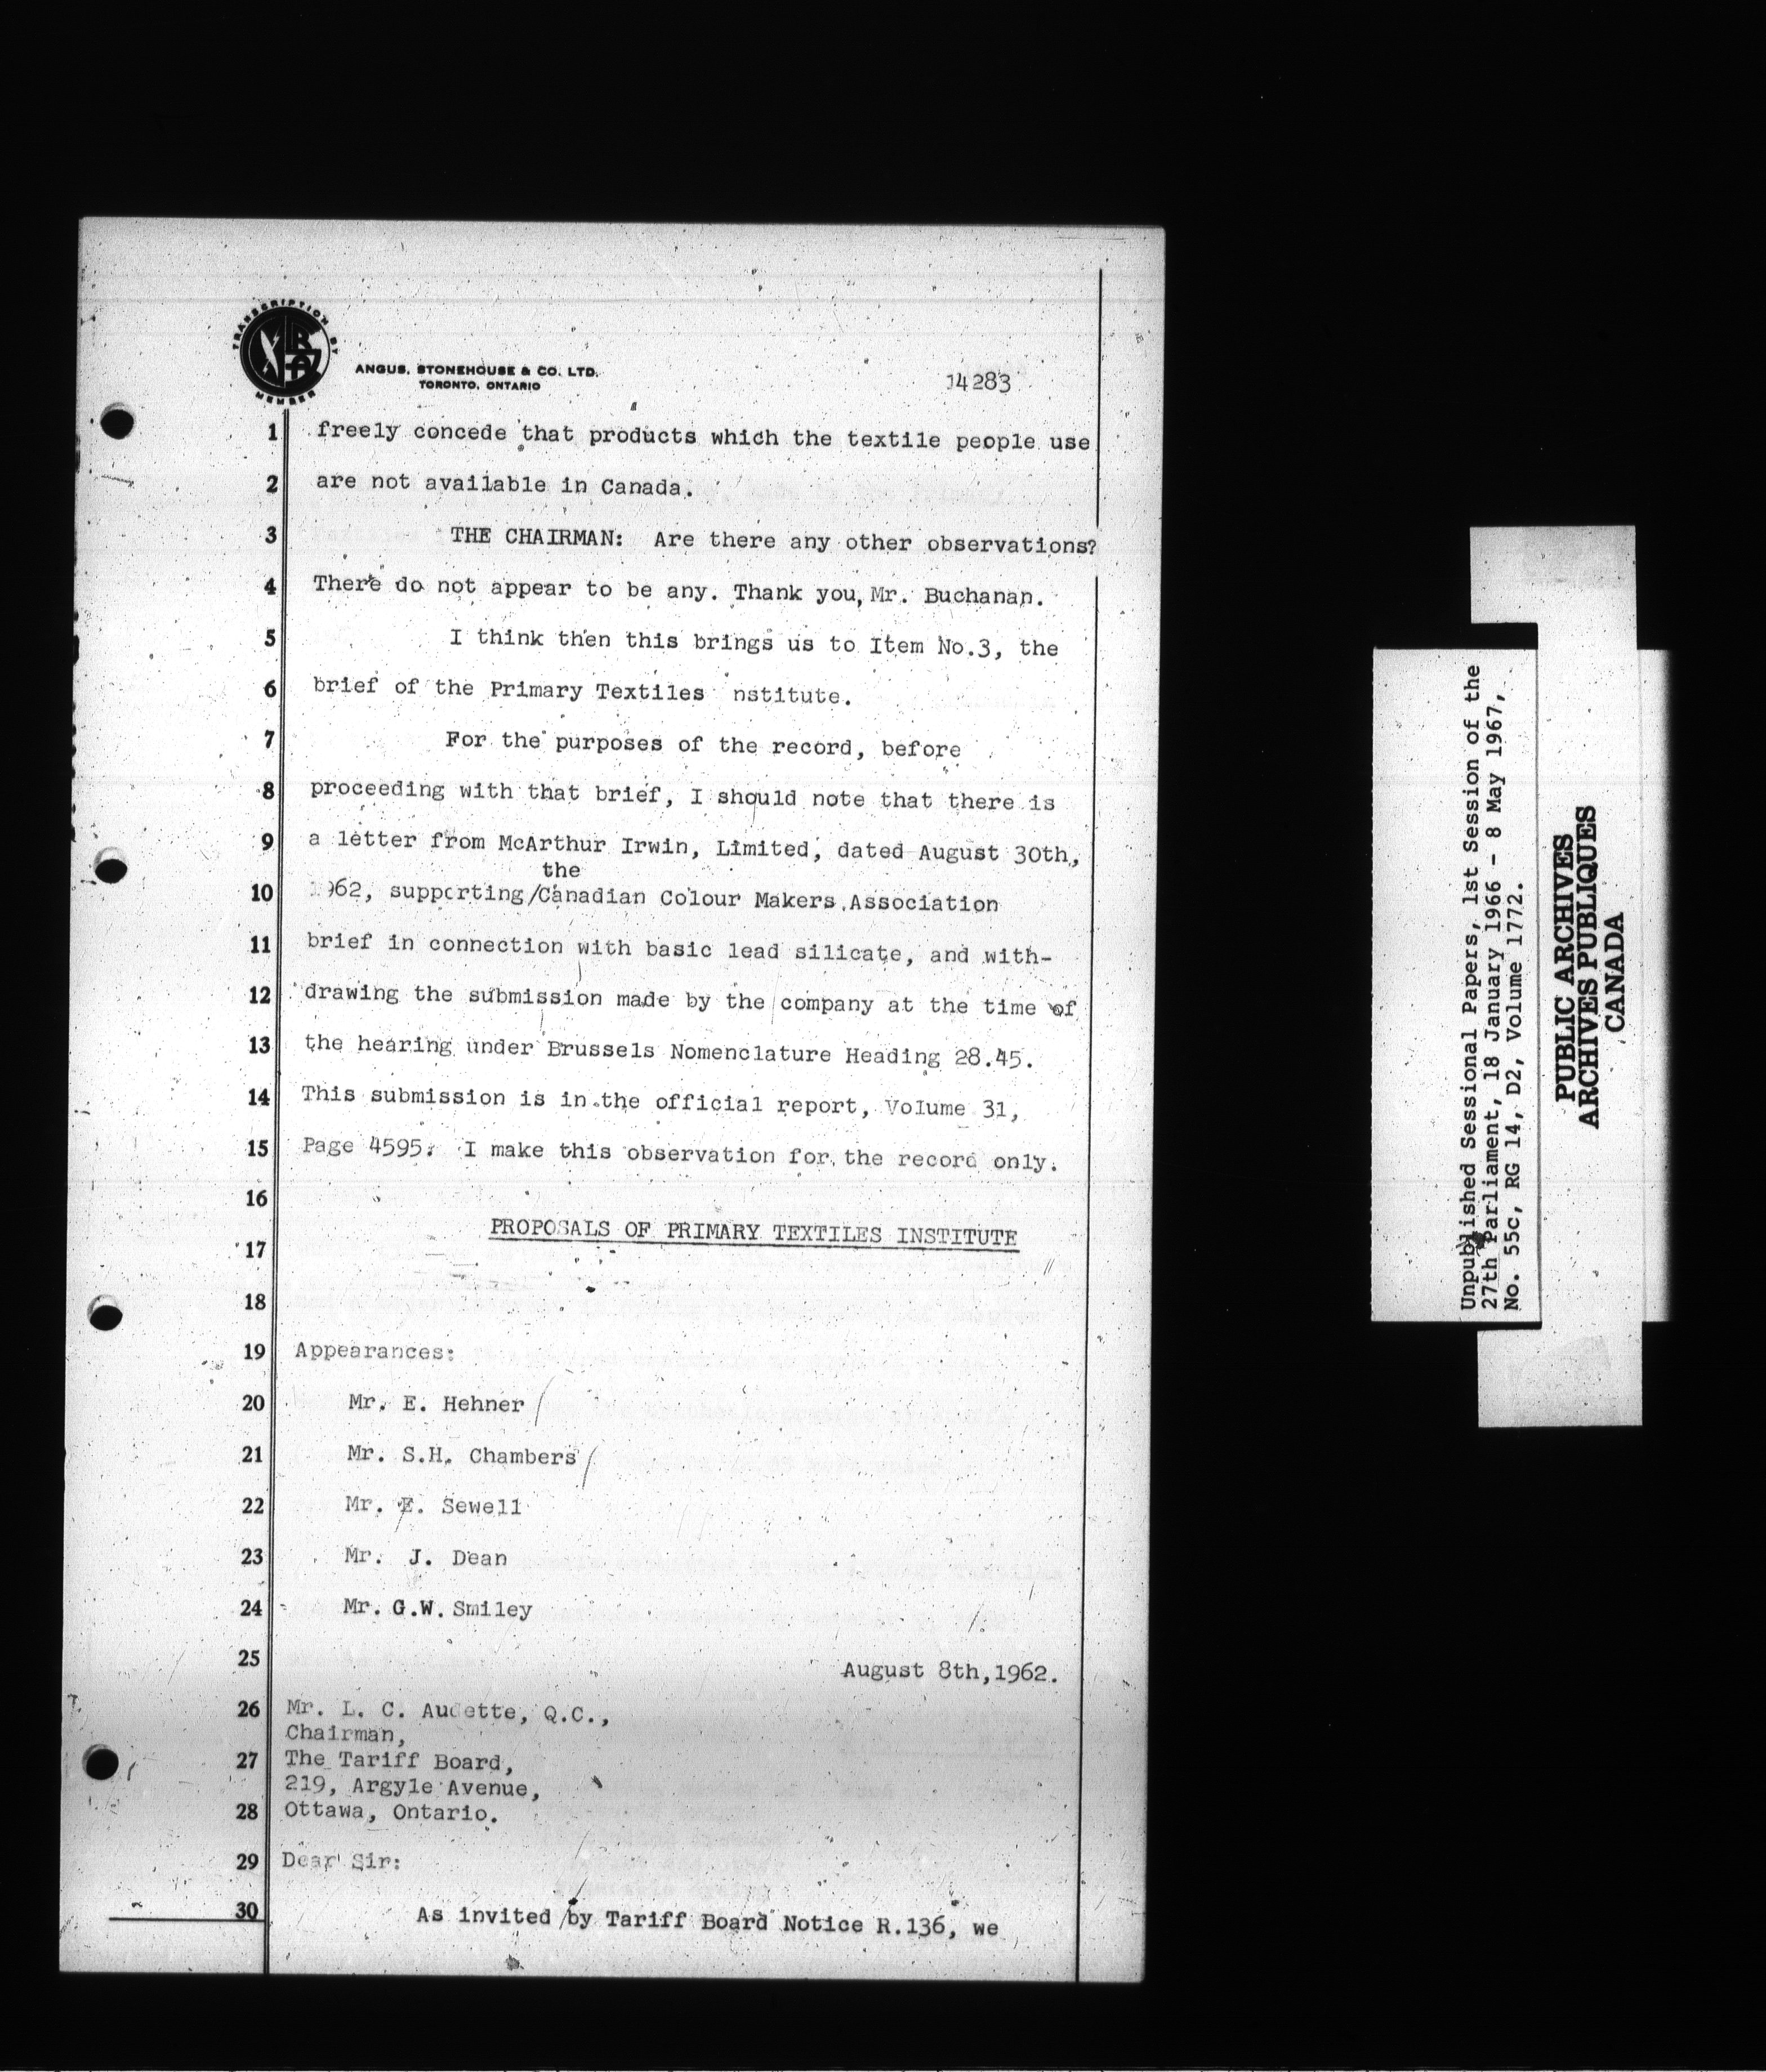 TRANSCRIPTION BY
MEMBER
ANGUS, STONEHOUSE & CO. LTD.
TORONTO, ONTARIO
14283
1 freely concede that products which the textile people use
2 are not available in Canada.
3 THE CHAIRMAN: Are there any other observations?
4 There do not appear to be any. Thank you, Mr. Buchanan.
5 I think then this brings us to Item No.3, the
6 brief of the Primary Textiles nstitute.
7 For the purposes of the record, before
8 proceeding with that brief, I should note that there is
9 a letter from McArthur Irwin, Limited, dated August 30th,
the
10 1962, supporting/Canadian Colour Makers Association
11 brief in connection with basic lead silicate, and with-
12 drawing the submission made by the company at the time of
13 the hearing under Brussels Nomenclature Heading 28.45.
14 This submission is in the official report, Volume 31,
15 Page 4595. I make this observation for the record only.
16
PROPOSALS OF PRIMARY TEXTILES INSTITUTE
17
18
19 Appearances:
20 Mr. E. Hehner
21 Mr. S.H. Chambers
22 Mr. E. Sewell
23 Mr. J. Dean
24 Mr. G.W. Smiley
25 August 8th, 1962.
26 Mr. L. C. Audette, Q.C.,
Chairman,
27 The Tariff Board,
219, Argyle Avenue,
28 Ottawa, Ontario.
29 Dear Sir:
30 As invited by Tariff Board Notice R.136, we
Unpublished Sessional Papers, 1st Session of the
27th Parliament, 18 January 1966 - 8 May 1967,
No. 55c, RG 14, D2, Volume 1772.
PUBLIC ARCHIVES
ARCHIVES PUBLIQUES
CANADA